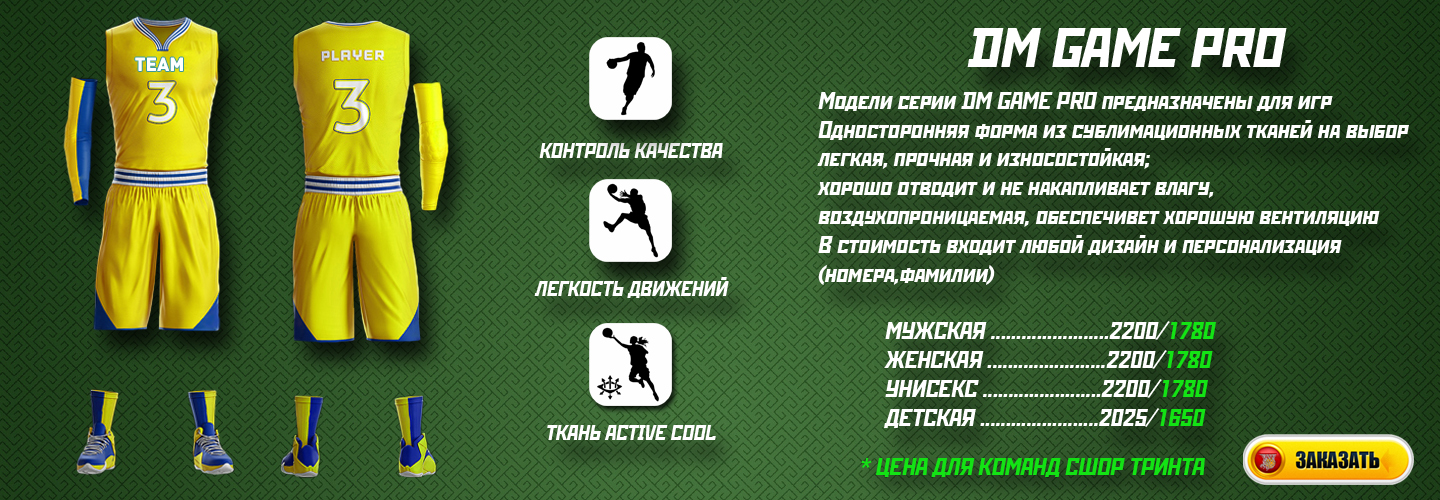 TEAM
3
PLAYER
3
КОНТРОЛЬ КАЧЕСТВА
ЛЕГКОСТЬ ДВИЖЕНИЙ
ТКАНЬ ACTIVE COOL
DM GAME PRO
Модели серии DM GAME PRO предназначены для игр
Односторонняя форма из сублимационных тканей на выбор
легкая, прочная и износостойкая;
хорошо отводит и не накапливает влагу,
воздухопроницаемая, обеспечивет хорошую вентиляцию
В стоимость входит любой дизайн и персонализация
(номера,фамилии)
МУЖСКАЯ .......................2200/1780
ЖЕНСКАЯ .......................2200/1780
УНИСЕКС .......................2200/1780
ДЕТСКАЯ .......................2025/1650
* ЦЕНА ДЛЯ КОМАНД СШОР ТРИНТА
ЗАКАЗАТЬ